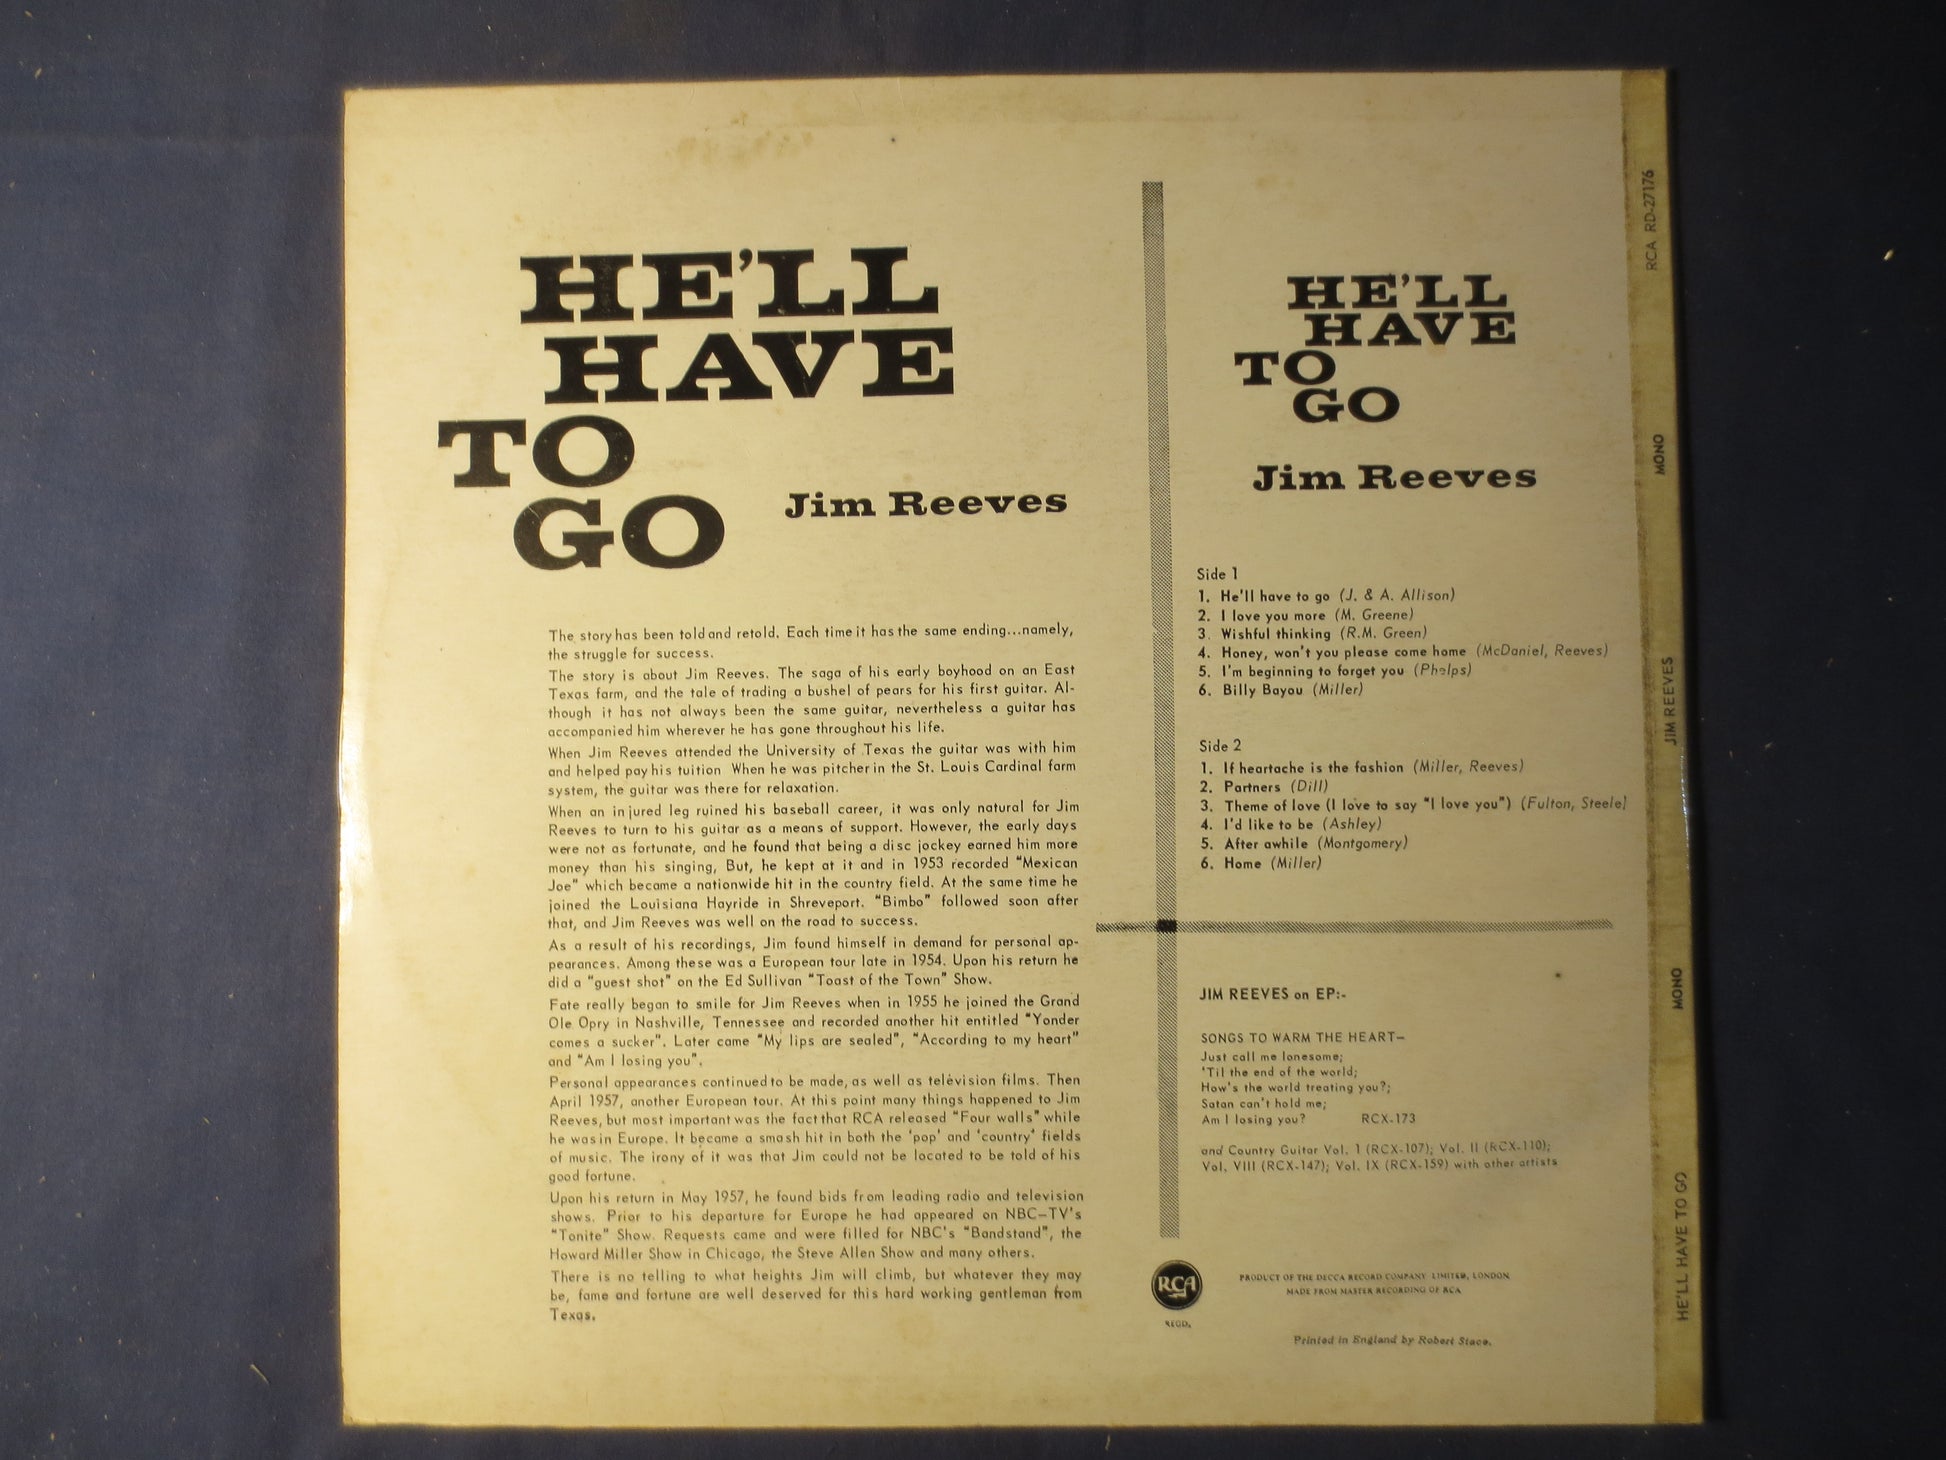 HE'LL
HAVE
TO
GO
Jim Reeves
The story has been told and retold. Each time it has the same ending...namely,
the struggle for success.
The story is about Jim Reeves. The saga of his early boyhood on an East
Texas farm, and the tale of trading a bushel of pears for his first guitar. Al-
though it has not always been the same guitar, nevertheless a guitar has
accompanied him wherever he has gone throughout his life.
When Jim Reeves attended the University of Texas the guitar was with him
and helped pay his tuition When he was pitcher in the St. Louis Cardinal farm
system, the guitar was there for relaxation.
When an injured leg ruined his baseball career, it was only natural for Jim
Reeves to turn to his guitar as a means of support. However, the early days
were not as fortunate, and he found that being a disc jockey earned him more
money than his singing, But, he kept at it and in 1953 recorded "Mexican
Joe" which became a nationwide hit in the country field. At the same time he
joined the Louisiana Hayride in Shreveport. "Bimbo" followed soon after
that, and Jim Reeves was well on the road to success.
As a result of his recordings, Jim found himself in demand for personal ap-
pearances. Among these was a European tour late in 1954. Upon his return he
did a "guest shot" on the Ed Sullivan "Toast of the Town" Show.
Fate really began to smile for Jim Reeves when in 1955 he joined the Grand
Ole Opry in Nashville, Tennessee and recorded another hit entitled "Yonder
comes a sucker". Later came "My lips are sealed", "According to my heart"
and "Am I losing you".
Personal appearances continued to be made, as well as television films. Then
April 1957, another European tour. At this point many things happened to Jim
Reeves, but most important was the fact that RCA released "Four walls" while
he was in Europe. It became a smash hit in both the 'pop' and 'country' fields
of music. The irony of it was that Jim could not be located to be told of his
good fortune.
Upon his return in May 1957, he found bids from leading radio and television
shows. Prior to his departure for Europe he had appeared on NBC-TV's
"Tonite" Show. Requests came and were filled for NBC's "Bandstand", the
Howard Miller Show in Chicago, the Steve Allen Show and many others.
There is no telling to what heights Jim will climb, but whatever they may
be, fame and fortune are well deserved for this hard working gentleman from
Texas.
HE'LL
HAVE
TO
GO
Jim Reeves
Side 1
1. He'll have to go (J. & A. Allison)
2. I love you more (M. Greene)
3. Wishful thinking (R.M. Green)
4. Honey, won't you please come home (McDaniel, Reeves)
5. I'm beginning to forget you (Phelps)
6. Billy Bayou (Miller)
Side 2
1. If heartache is the fashion (Miller, Reeves)
2. Partners (Dill)
3. Theme of love (I love to say "I love you") (Fulton, Steele)
4. I'd like to be (Ashley)
5. After awhile (Montgomery)
6. Home (Miller)
JIM REEVES on EP:-
SONGS TO WARM THE HEART—
Just call me lonesome;
'Til the end of the world;
How's the world treating you?;
Satan can't hold me;
Am I losing you? RCX-173
and Country Guitar Vol. 1 (RCX-107); Vol. II (RCX-110);
Vol. VIII (RCX-147); Vol. IX (RCX-159) with other artists
RCA
REGD.
PRODUCT OF THE DECCA RECORD COMPANY LIMITED, LONDON
MADE FROM MASTER RECORDING OF RCA
Printed in England by Robert Stace.
RCA RD-27176
MONO
JIM REEVES
MONO
HE'LL HAVE TO GO